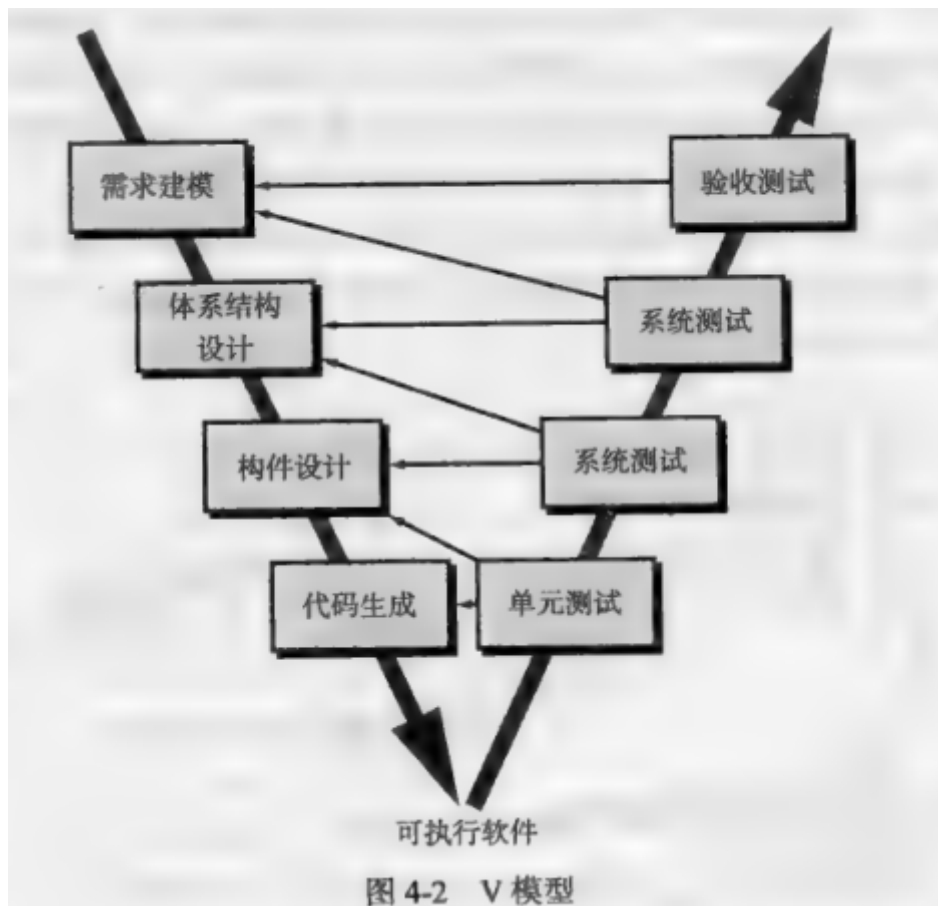 需求建模
验收测试
体系结构
设计
系统测试
构件设计
系统测试
代码生成
单元测试
可执行软件
图 4-2 V 模型